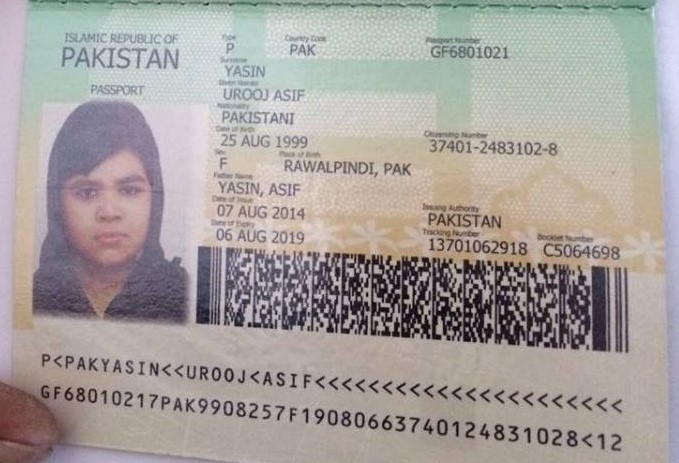 ISLAMIC REPUBLIC OF
PAKISTAN
PASSPORT
Type Country Code Passport Number
P PAK GF6801021
Surname
YASIN
Given Names
UROOJ ASIF
Nationality
PAKISTANI
Date of Birth Citizenship Number
25 AUG 1999 37401-2483102-8
Sex Place of Birth
F RAWALPINDI, PAK
Father Name
YASIN, ASIF
Date of Issue Issuing Authority
07 AUG 2014 PAKISTAN
Date of Expiry Tracking Number Booklet Number
06 AUG 2019 13701062918 C5064698
P<PAKYASIN<<UROOJ<ASIF<<<<<<<<<<<<<<<<<<<<<<
GF68010217PAK9908257F19080663740124831028<12